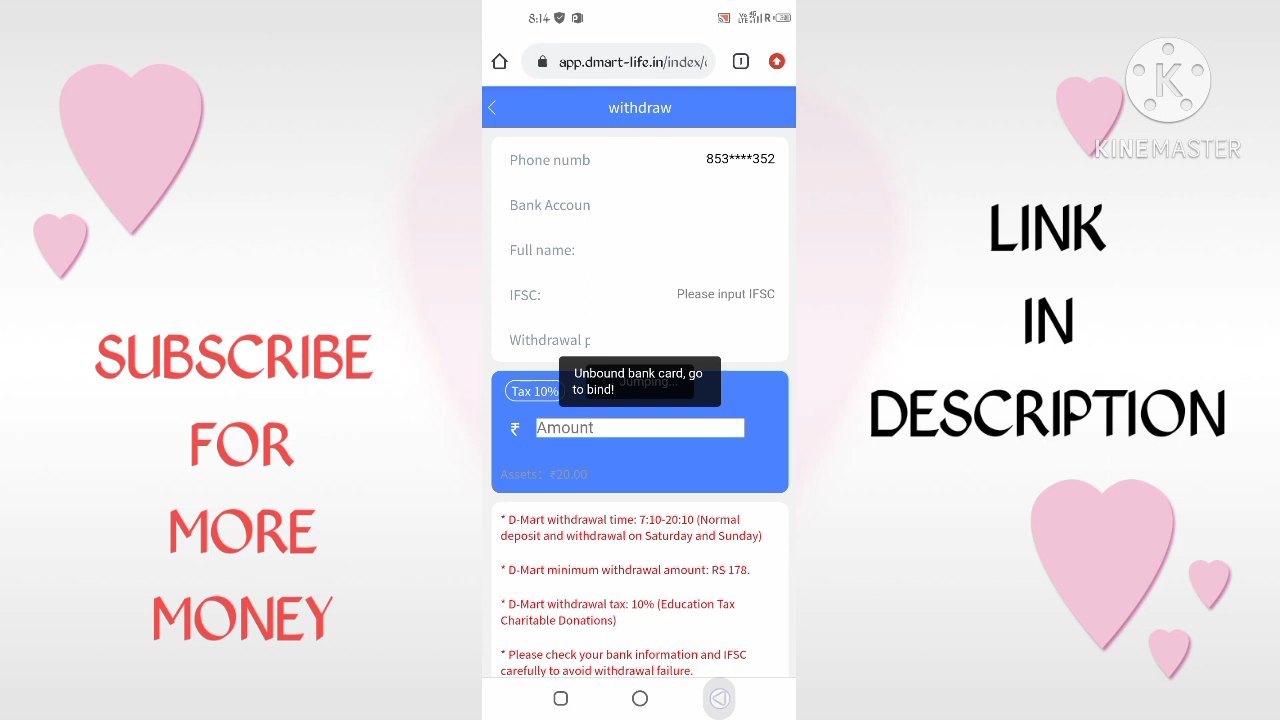 8:14
app.dmart-life.in/index/
withdraw
Phone numb 853****352
Bank Accoun
Full name:
IFSC: Please input IFSC
Withdrawal p
Unbound bank card, go
to bind!
Jumping...
Tax 10%
₹ Amount
Assets: ₹20.00
* D-Mart withdrawal time: 7:10-20:10 (Normal
deposit and withdrawal on Saturday and Sunday)
* D-Mart minimum withdrawal amount: RS 178.
* D-Mart withdrawal tax: 10% (Education Tax
Charitable Donations)
* Please check your bank information and IFSC
carefully to avoid withdrawal failure.
SUBSCRIBE
FOR
MORE
MONEY
K
KINEMASTER
LINK
IN
DESCRIPTION